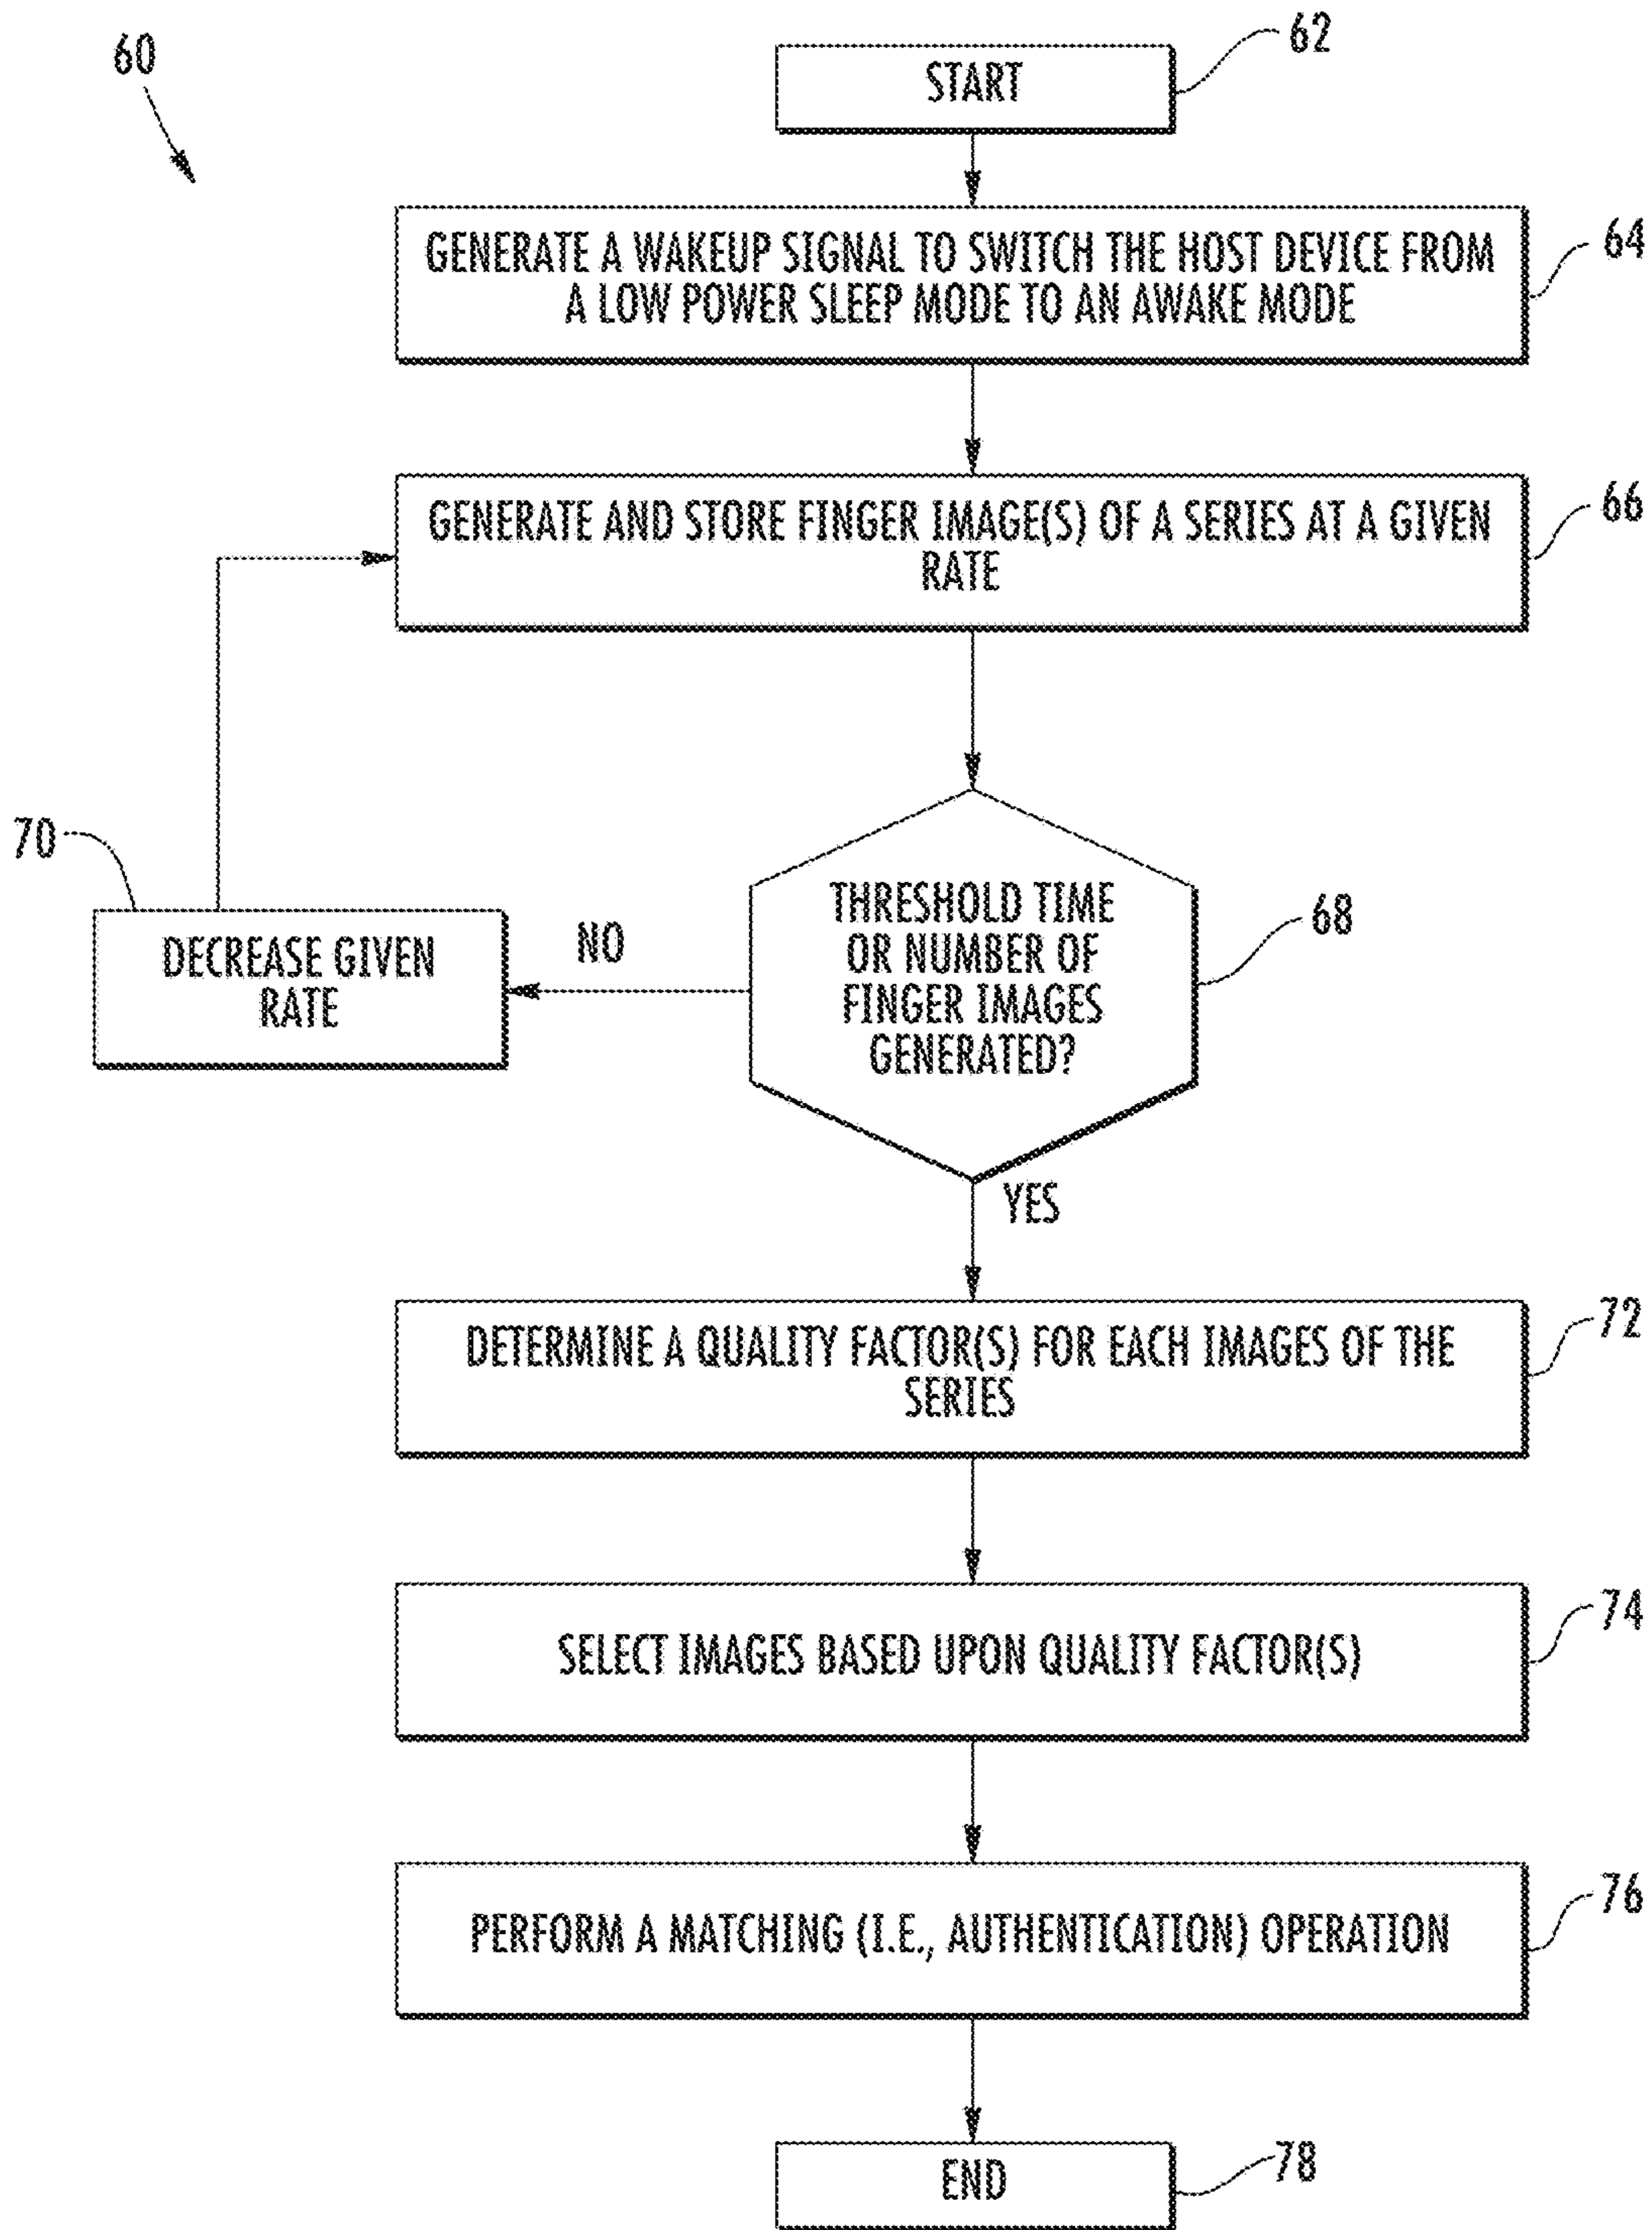 60
START
62
GENERATE A WAKEUP SIGNAL TO SWITCH THE HOST DEVICE FROM
A LOW POWER SLEEP MODE TO AN AWAKE MODE
64
GENERATE AND STORE FINGER IMAGE(S) OF A SERIES AT A GIVEN
RATE
66
THRESHOLD TIME
OR NUMBER OF
FINGER IMAGES
GENERATED?
68
NO
70
DECREASE GIVEN
RATE
YES
DETERMINE A QUALITY FACTOR(S) FOR EACH IMAGES OF THE
SERIES
72
SELECT IMAGES BASED UPON QUALITY FACTOR(S)
74
PERFORM A MATCHING (I.E., AUTHENTICATION) OPERATION
76
END
78